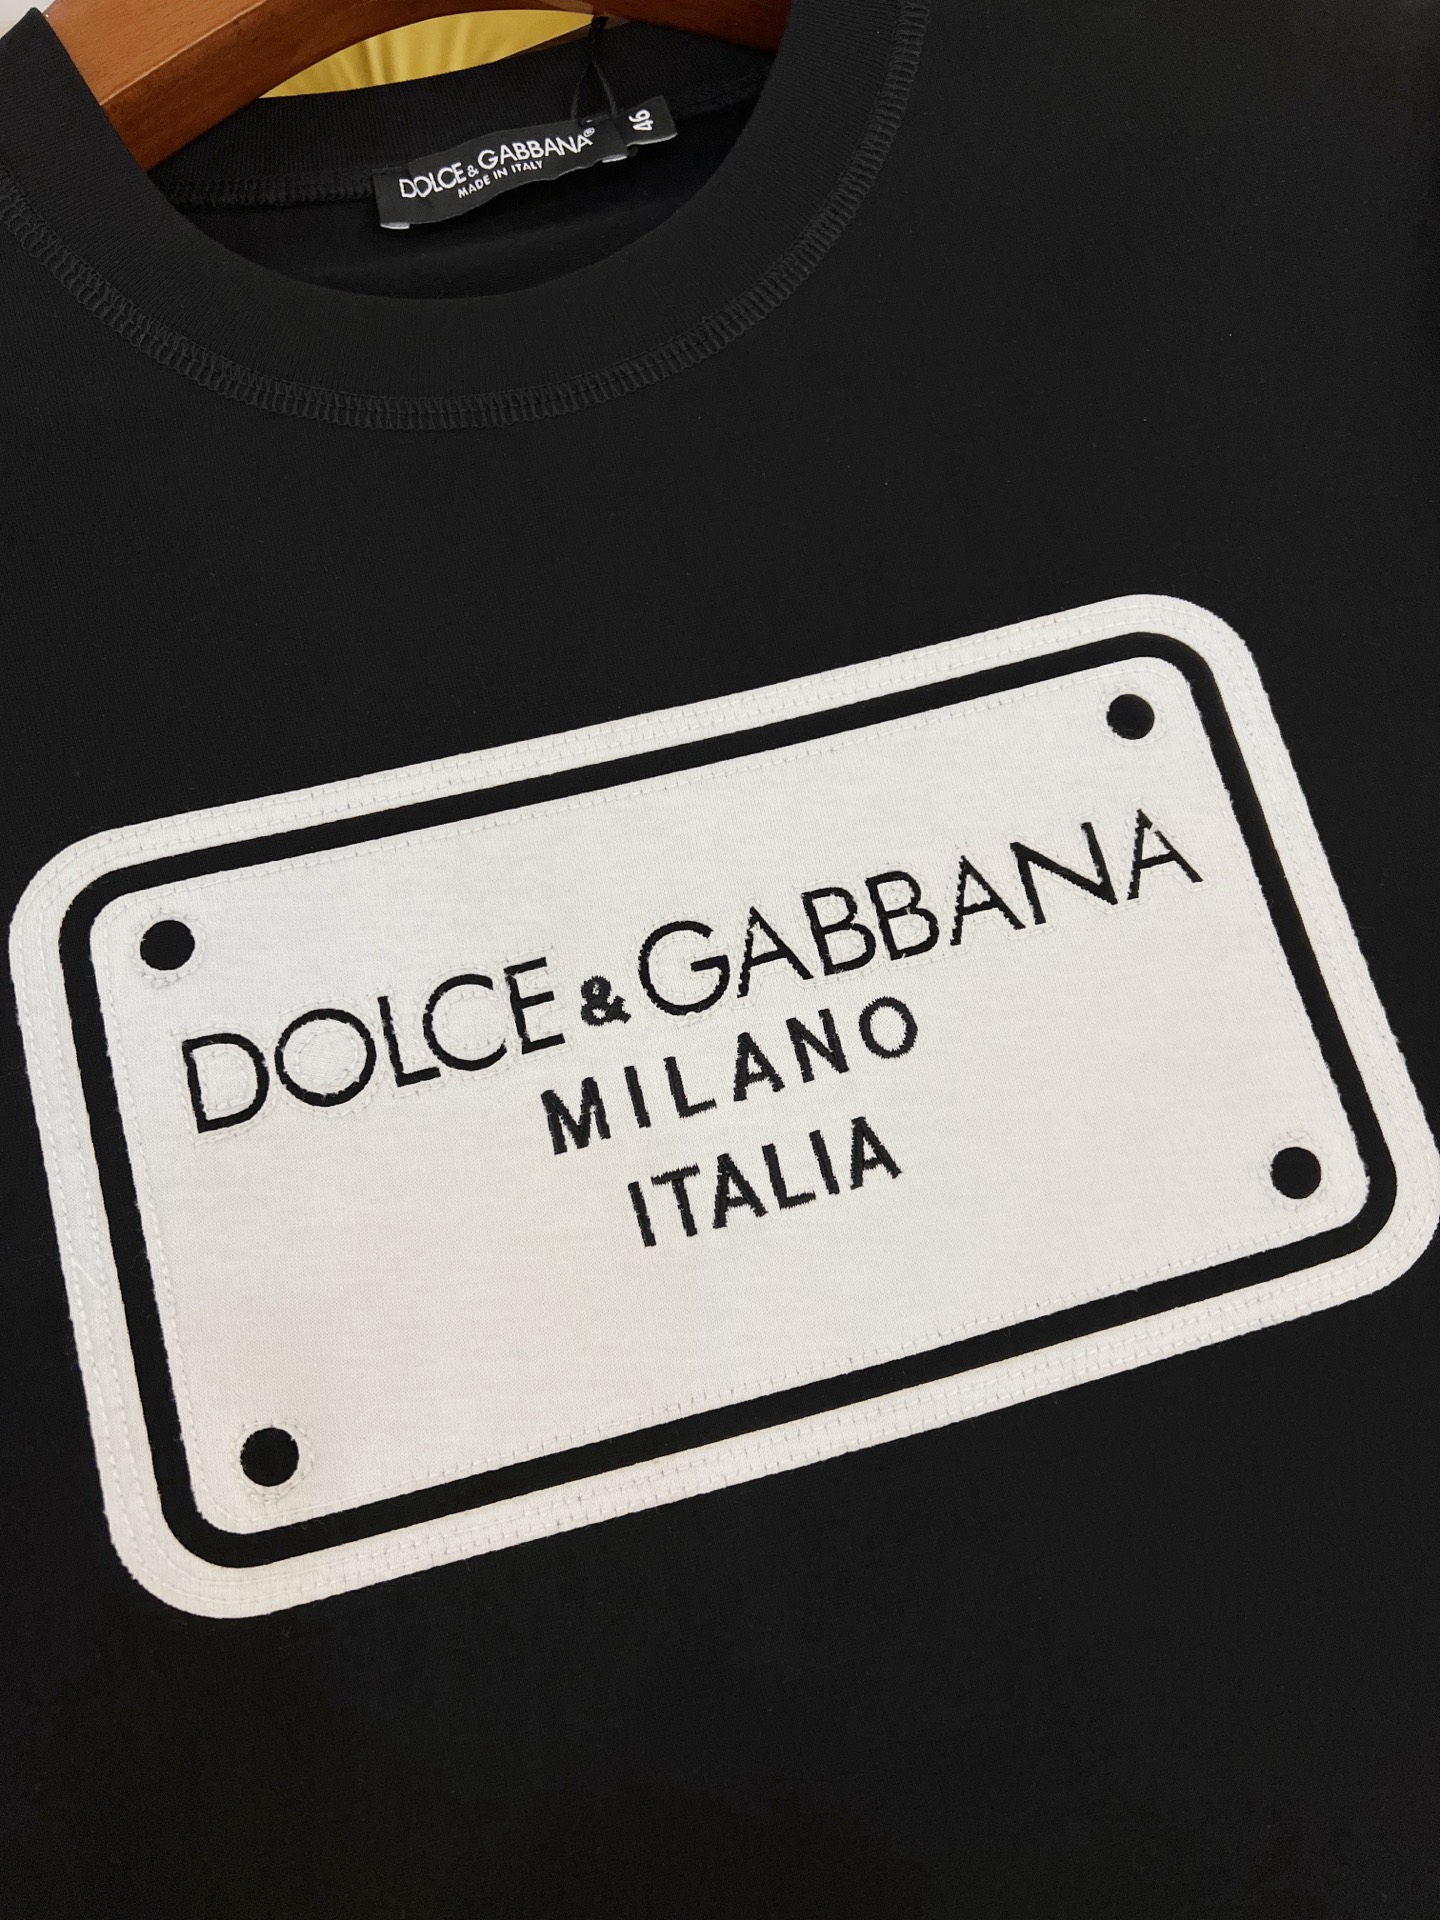 DOLCE & GABBANA®
MADE IN ITALY
46
DOLCE & GABBANA
MILANO
ITALIA